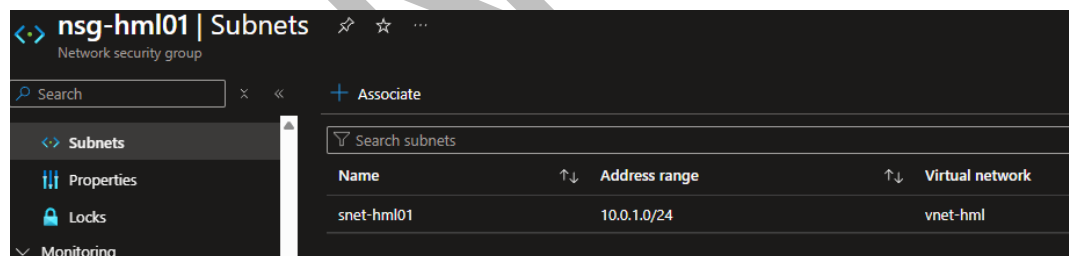 nsg-hml01 | Subnets
Network security group
Search
Associate
Subnets
Properties
Locks
Monitoring
Search subnets
Name Address range Virtual network
snet-hml01 10.0.1.0/24 vnet-hml